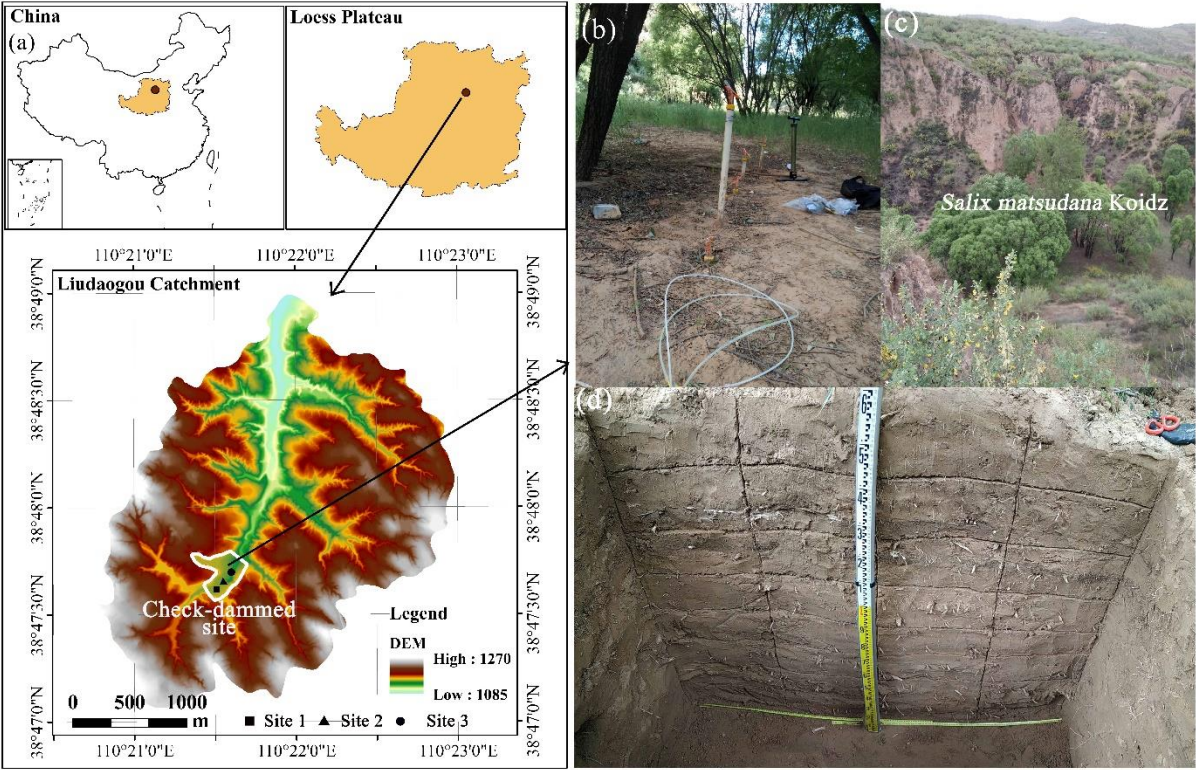 China
(a)
Loess Plateau
110°21'0"E
110°22'0"E
110°23'0"E
Liudaogou Catchment
38°49'0"N
38°49'0"N
38°48'30"N
38°48'30"N
38°48'0"N
38°48'0"N
38°47'30"N
38°47'30"N
38°47'0"N
38°47'0"N
Check-dammed
site
Legend
DEM
High : 1270
Low : 1085
0 500 1000
m
Site 1
Site 2
Site 3
110°21'0"E
110°22'0"E
110°23'0"E
(b)
(c)
Salix matsudana Koidz
(d)